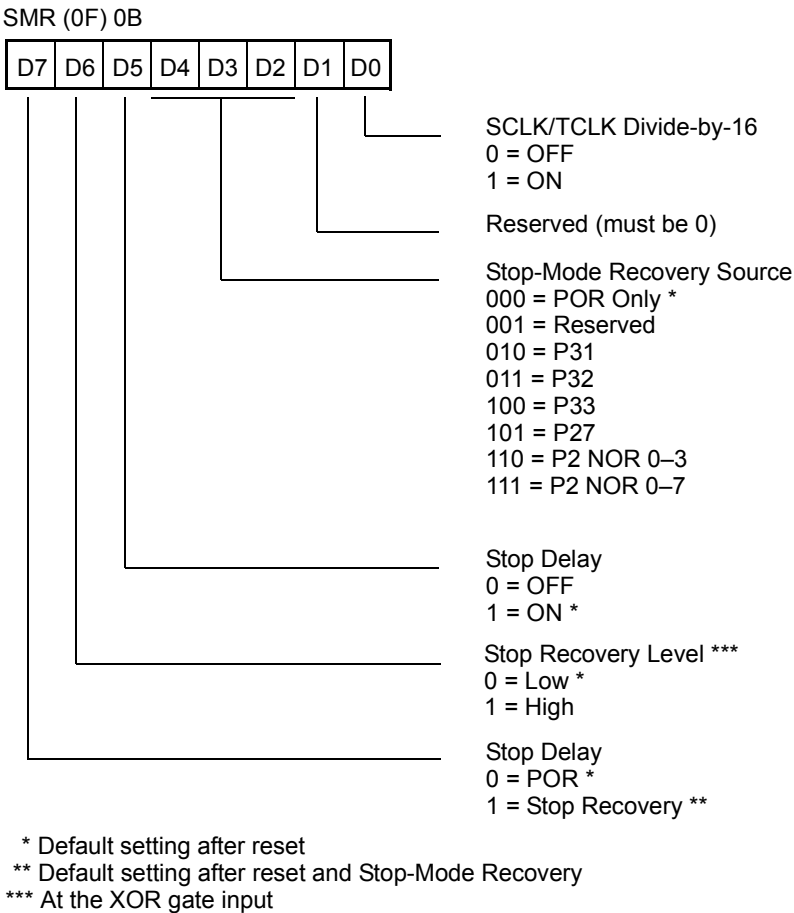 SMR (0F) 0B
D7 D6 D5 D4 D3 D2 D1 D0
SCLK/TCLK Divide-by-16
0 = OFF
1 = ON
Reserved (must be 0)
Stop-Mode Recovery Source
000 = POR Only *
001 = Reserved
010 = P31
011 = P32
100 = P33
101 = P27
110 = P2 NOR 0–3
111 = P2 NOR 0–7
Stop Delay
0 = OFF
1 = ON *
Stop Recovery Level ***
0 = Low *
1 = High
Stop Delay
0 = POR *
1 = Stop Recovery **
* Default setting after reset
** Default setting after reset and Stop-Mode Recovery
*** At the XOR gate input